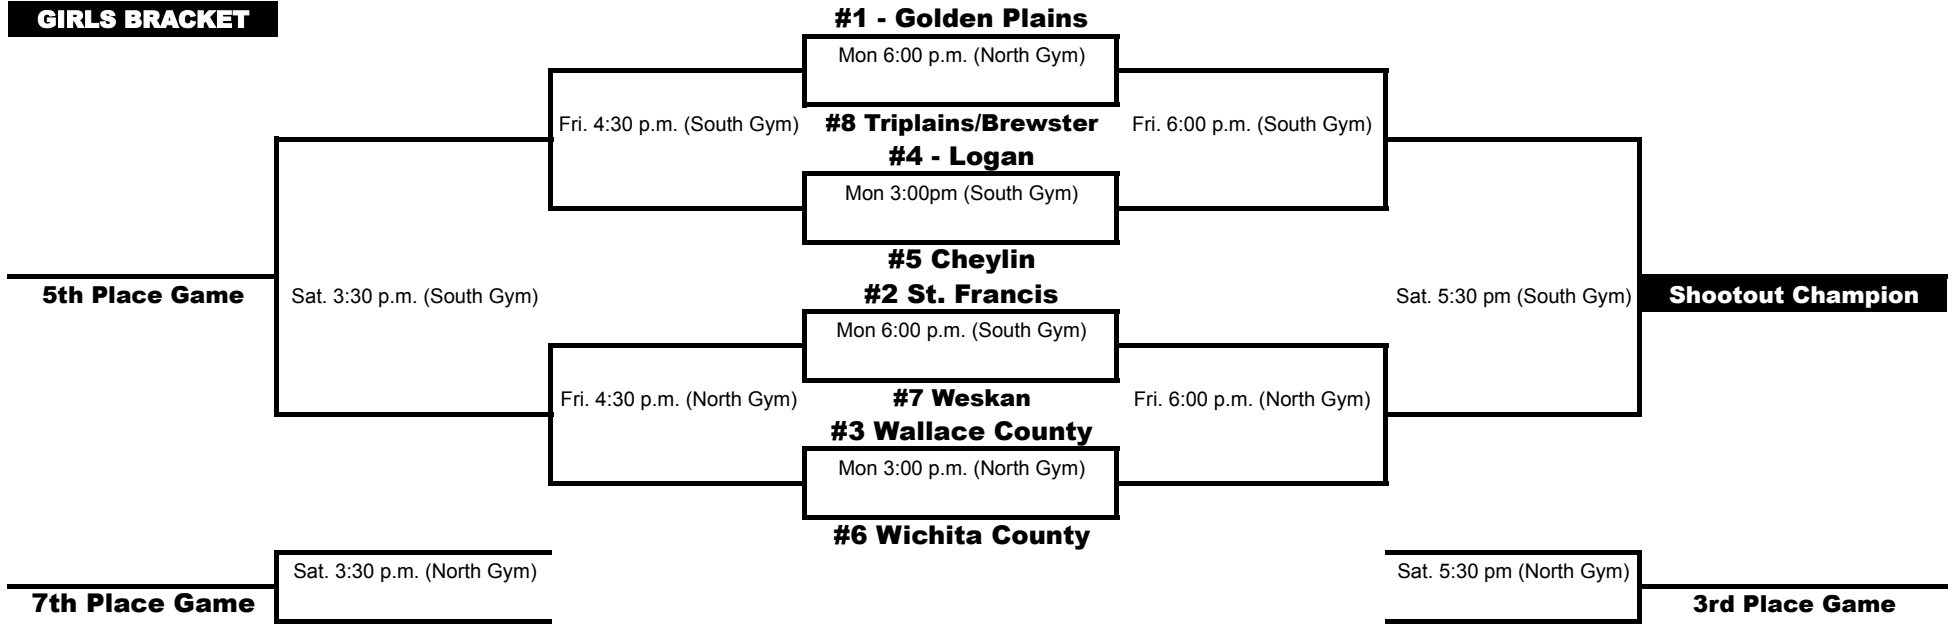 GIRLS BRACKET
#1 - Golden Plains
Mon 6:00 p.m. (North Gym)
Fri. 4:30 p.m. (South Gym)
#8 Triplains/Brewster
Fri. 6:00 p.m. (South Gym)
#4 - Logan
Mon 3:00pm (South Gym)
#5 Cheylin
5th Place Game
Sat. 3:30 p.m. (South Gym)
#2 St. Francis
Sat. 5:30 pm (South Gym)
Shootout Champion
Mon 6:00 p.m. (South Gym)
Fri. 4:30 p.m. (North Gym)
#7 Weskan
Fri. 6:00 p.m. (North Gym)
#3 Wallace County
Mon 3:00 p.m. (North Gym)
#6 Wichita County
Sat. 3:30 p.m. (North Gym)
Sat. 5:30 pm (North Gym)
7th Place Game
3rd Place Game